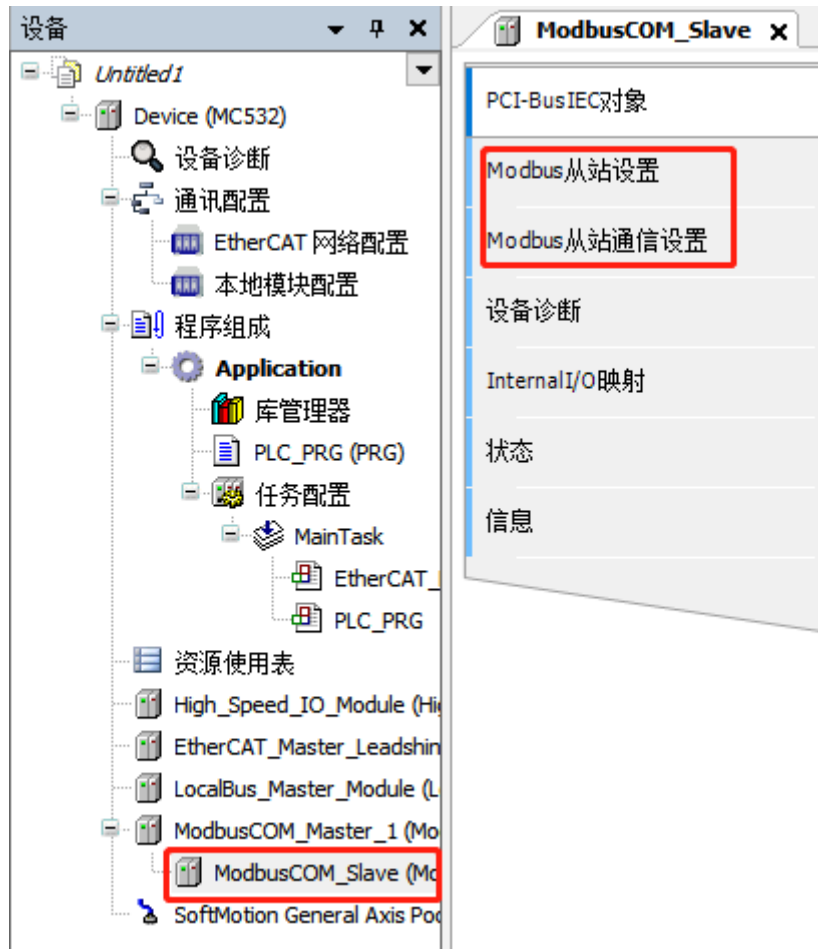 设备
Untitled1
Device (MC532)
设备诊断
通讯配置
EtherCAT 网络配置
本地模块配置
程序组成
Application
库管理器
PLC_PRG (PRG)
任务配置
MainTask
EtherCAT_
PLC_PRG
资源使用表
High_Speed_IO_Module (Hi
EtherCAT_Master_Leadshin
LocalBus_Master_Module (L
ModbusCOM_Master_1 (Mo
ModbusCOM_Slave (Mo
SoftMotion General Axis Poo
ModbusCOM_Slave
PCI-BusIEC对象
Modbus从站设置
Modbus从站通信设置
设备诊断
InternalI/O映射
状态
信息